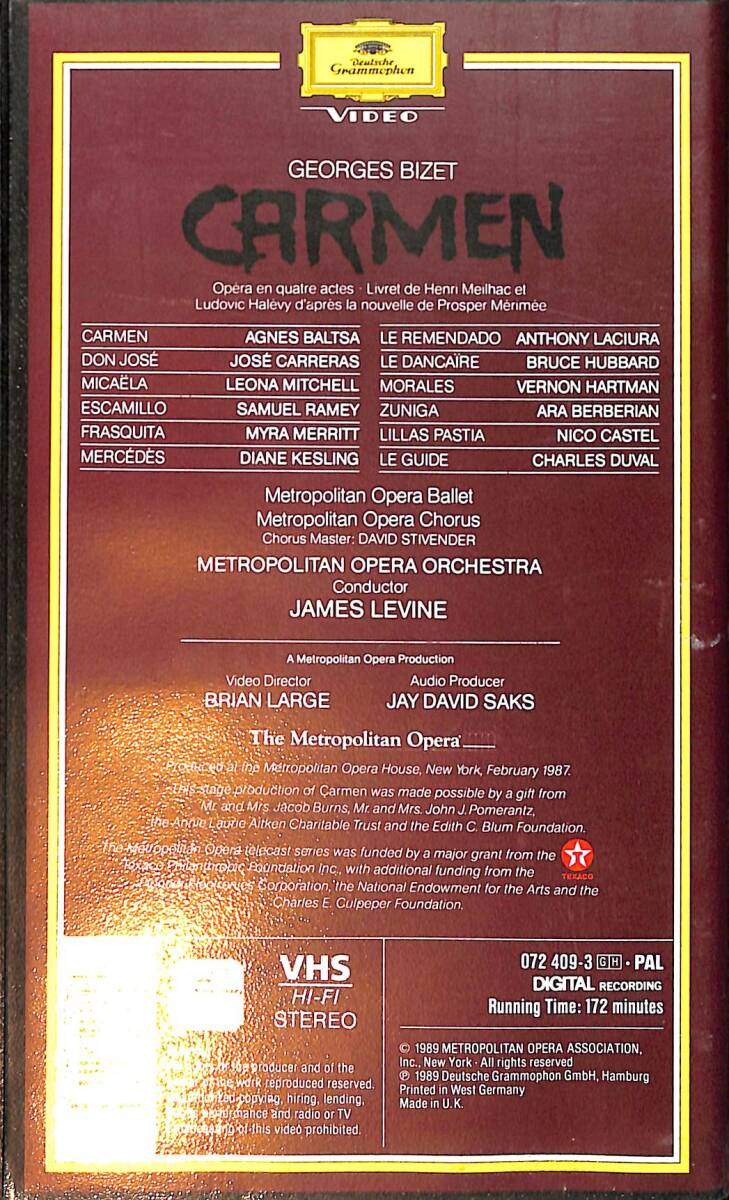 Deutsche
Grammophon
VIDEO
GEORGES BIZET
CARMEN
Opéra en quatre actes · Livret de Henri Meilhac et
Ludovic Halévy d'après la nouvelle de Prosper Mérimée
CARMEN AGNES BALTSA
DON JOSÉ JOSÉ CARRERAS
MICAËLA LEONA MITCHELL
ESCAMILLO SAMUEL RAMEY
FRASQUITA MYRA MERRITT
MERCÉDÈS DIANE KESLING
LE REMENDADO ANTHONY LACIURA
LE DANCAÏRE BRUCE HUBBARD
MORALES VERNON HARTMAN
ZUNIGA ARA BERBERIAN
LILLAS PASTIA NICO CASTEL
LE GUIDE CHARLES DUVAL
Metropolitan Opera Ballet
Metropolitan Opera Chorus
Chorus Master: DAVID STIVENDER
METROPOLITAN OPERA ORCHESTRA
Conductor
JAMES LEVINE
A Metropolitan Opera Production
Video Director
BRIAN LARGE
Audio Producer
JAY DAVID SAKS
The Metropolitan Opera
Produced at the Metropolitan Opera House, New York, February 1987.
This stage production of Carmen was made possible by a gift from
Mr. and Mrs. Jacob Burns, Mr. and Mrs. John J. Pomerantz,
the Annie Laurie Aitken Charitable Trust and the Edith C. Blum Foundation.
The Metropolitan Opera telecast series was funded by a major grant from the
Texaco Philanthropic Foundation Inc., with additional funding from the
Pioneer Electronics Corporation, the National Endowment for the Arts and the
Charles E. Culpeper Foundation.
TEXACO
VHS
HI-FI
STEREO
producer and of the
work reproduced reserved.
copying, hiring, lending,
performance and radio or TV
of this video prohibited.
072 409-3 GH · PAL
DIGITAL RECORDING
Running Time: 172 minutes
© 1989 METROPOLITAN OPERA ASSOCIATION,
Inc., New York · All rights reserved
℗ 1989 Deutsche Grammophon GmbH, Hamburg
Printed in West Germany
Made in U.K.